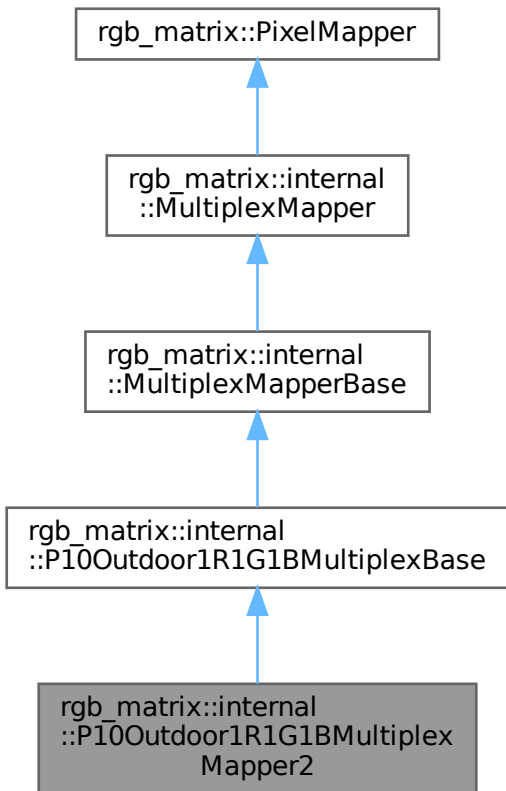 rgb_matrix::PixelMapper
rgb_matrix::internal
::MultiplexMapper
rgb_matrix::internal
::MultiplexMapperBase
rgb_matrix::internal
::P10Outdoor1R1G1BMultiplexBase
rgb_matrix::internal
::P10Outdoor1R1G1BMultiplex
Mapper2